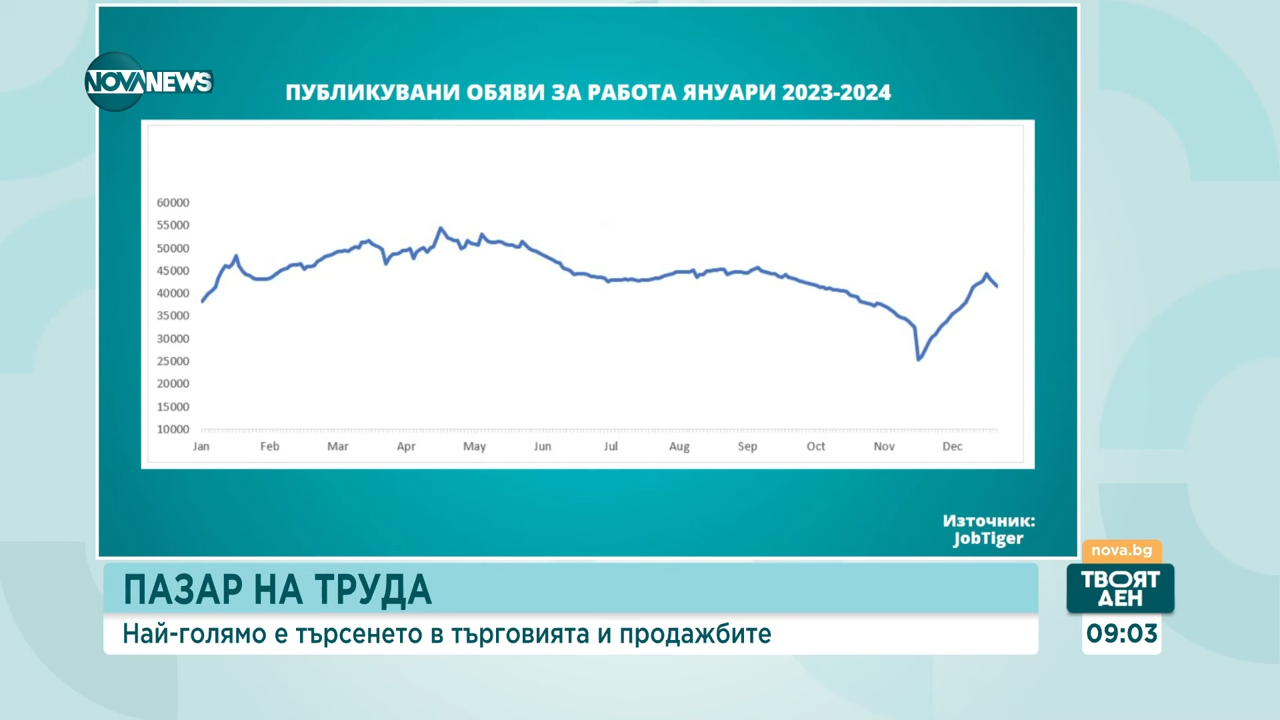 NOVANEWS
ПУБЛИКУВАНИ ОБЯВИ ЗА РАБОТА ЯНУАРИ 2023-2024
60000
55000
50000
45000
40000
35000
30000
25000
20000
15000
10000
Jan Feb Mar Apr May Jun Jul Aug Sep Oct Nov Dec
Източник:
JobTiger
nova.bg
ПАЗАР НА ТРУДА
ТВОЯТ
ДЕН
Най-голямо е търсенето в търговията и продажбите
09:03